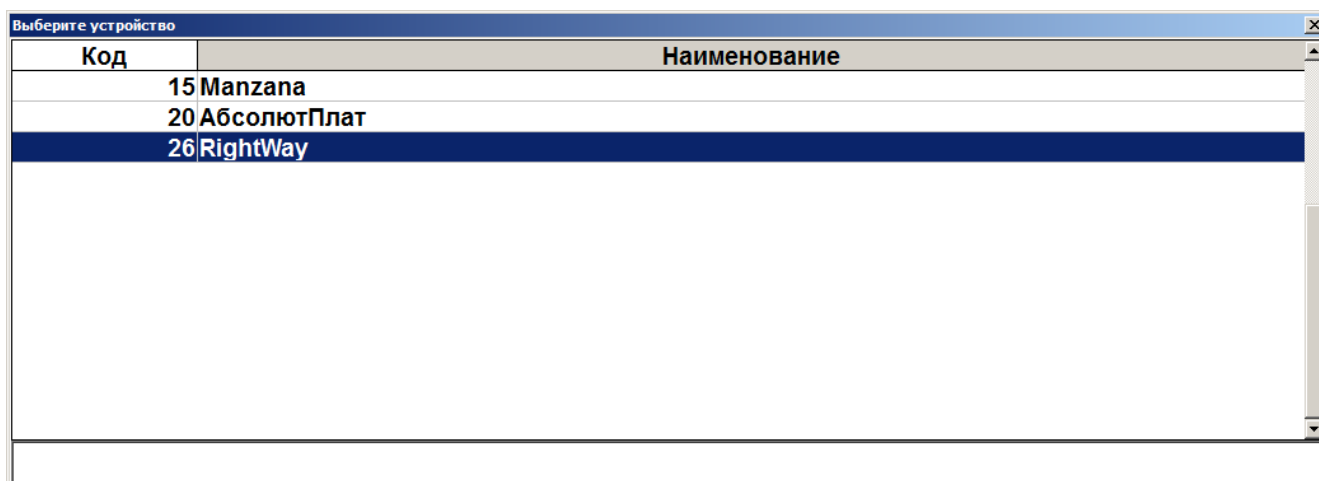 Выберите устройство
Код Наименование
15 Manzana
20 АбсолютПлат
26 RightWay